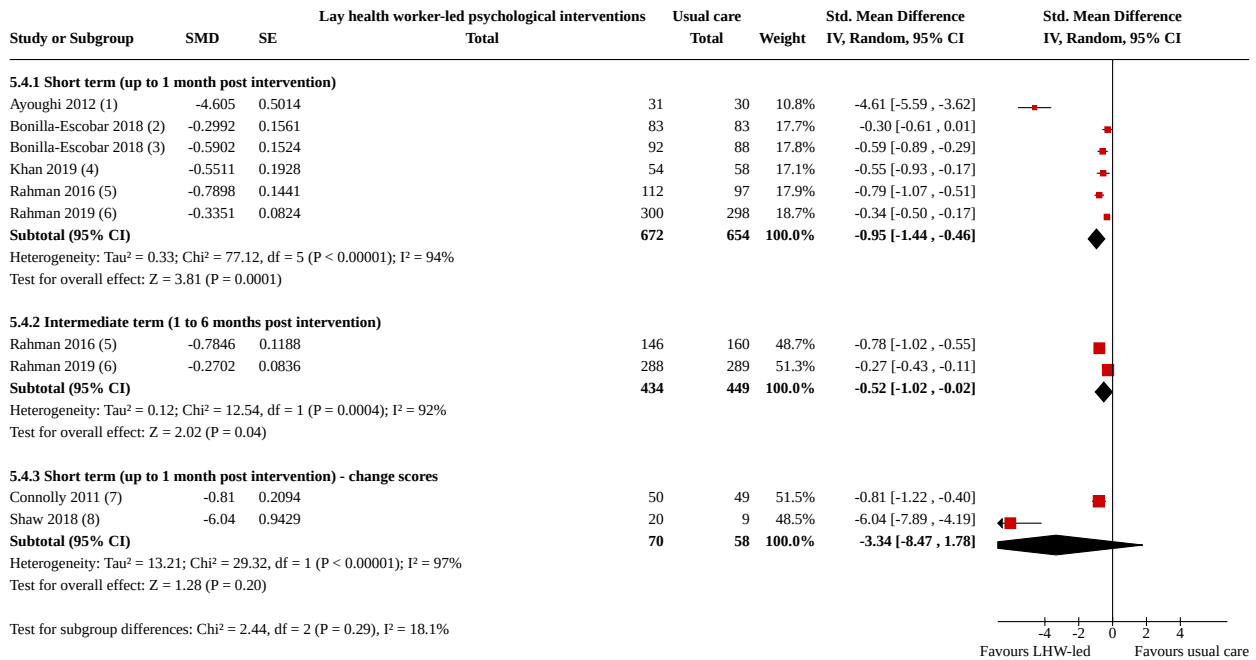 Lay health worker-led psychological interventions Usual care Std. Mean Difference Std. Mean Difference
Study or Subgroup SMD SE Total Total Weight IV, Random, 95% CI IV, Random, 95% CI
5.4.1 Short term (up to 1 month post intervention)
Ayoughi 2012 (1) -4.605 0.5014 31 30 10.8% -4.61 [-5.59 , -3.62]
Bonilla-Escobar 2018 (2) -0.2992 0.1561 83 83 17.7% -0.30 [-0.61 , 0.01]
Bonilla-Escobar 2018 (3) -0.5902 0.1524 92 88 17.7% -0.59 [-0.89 , -0.29]
Khan 2019 (4) -0.5511 0.1928 54 58 17.1% -0.55 [-0.93 , -0.17]
Rahman 2016 (5) -0.7898 0.1441 112 97 17.9% -0.79 [-1.07 , -0.51]
Rahman 2019 (6) -0.3351 0.0824 300 298 18.7% -0.34 [-0.50 , -0.17]
Subtotal (95% CI) 672 654 100.0% -0.95 [-1.44 , -0.46]
Heterogeneity: Tau² = 0.33; Chi² = 77.12, df = 5 (P < 0.00001); I² = 94%
Test for overall effect: Z = 3.81 (P = 0.0001)
5.4.2 Intermediate term (1 to 6 months post intervention)
Rahman 2016 (5) -0.7846 0.1188 146 160 48.7% -0.78 [-1.02 , -0.55]
Rahman 2019 (6) -0.2702 0.0836 288 289 51.3% -0.27 [-0.43 , -0.11]
Subtotal (95% CI) 434 449 100.0% -0.52 [-1.02 , -0.02]
Heterogeneity: Tau² = 0.12; Chi² = 12.54, df = 1 (P = 0.0004); I² = 92%
Test for overall effect: Z = 2.02 (P = 0.04)
5.4.3 Short term (up to 1 month post intervention) - change scores
Connolly 2011 (7) -0.81 0.2094 50 49 51.5% -0.81 [-1.22 , -0.40]
Shaw 2018 (8) -6.04 0.9429 20 9 48.5% -6.04 [-7.89 , -4.19]
Subtotal (95% CI) 70 58 100.0% -3.34 [-8.47 , 1.78]
Heterogeneity: Tau² = 13.21; Chi² = 29.32, df = 1 (P < 0.00001); I² = 97%
Test for overall effect: Z = 1.28 (P = 0.20)
Test for subgroup differences: Chi² = 2.44, df = 2 (P = 0.29), I² = 18.1%
-4 -2 0 2 4
Favours LHW-led Favours usual care